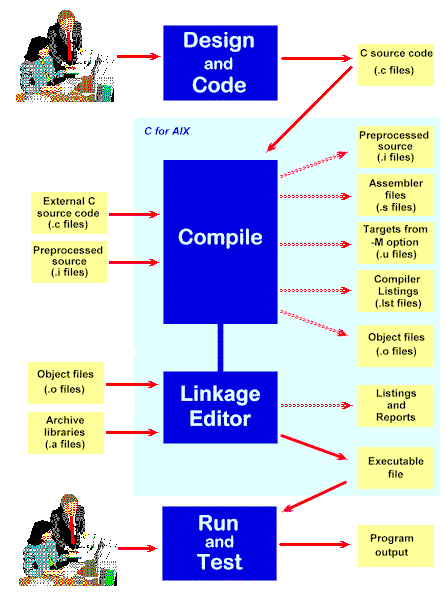 Design
and
Code
C source code
(.c files)
C for AIX
Preprocessed
source
(.i files)
External C
source code
(.c files)
Compile
Assembler
files
(.s files)
Preprocessed
source
(.i files)
Targets from
-M option
(.u files)
Compiler
Listings
(.lst files)
Object files
(.o files)
Object files
(.o files)
Linkage
Editor
Listings
and
Reports
Archive
libraries
(.a files)
Executable
file
Run
and
Test
Program
output